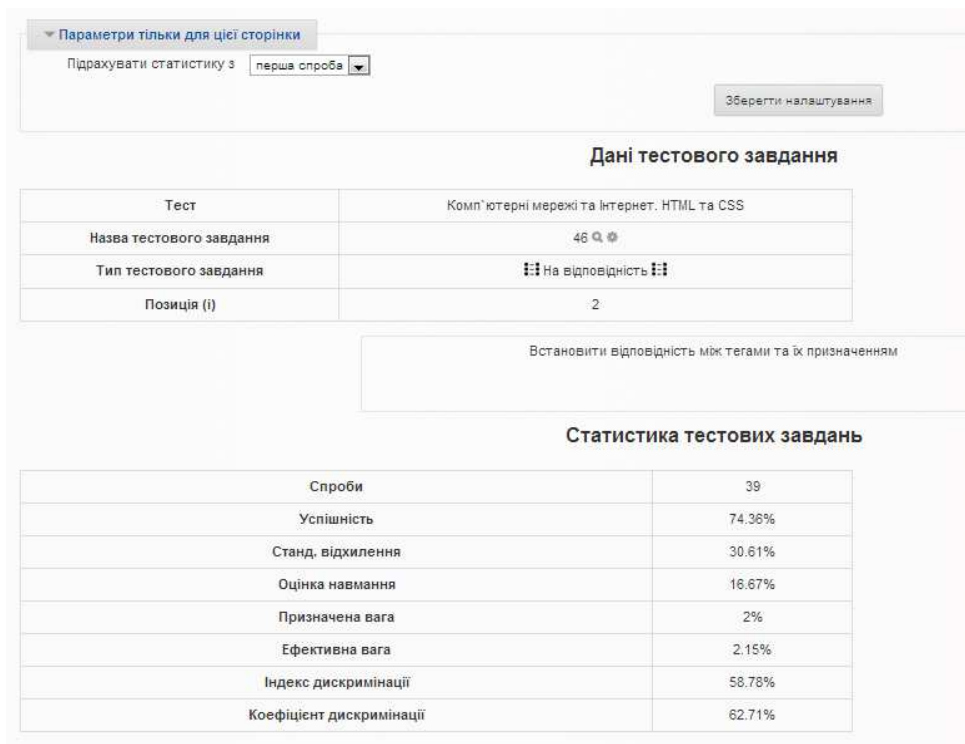 Параметри тільки для цієї сторінки
Підрахувати статистику з перша спроба
Зберегти налаштування
Дані тестового завдання
Тест Комп`ютерні мережі та Інтернет. HTML та CSS
Назва тестового завдання 46
Тип тестового завдання На відповідність
Позиція (i) 2
Встановити відповідність між тегами та їх призначенням
Статистика тестових завдань
Спроби 39
Успішність 74.36%
Станд. відхилення 30.61%
Оцінка навмання 16.67%
Призначена вага 2%
Ефективна вага 2.15%
Індекс дискримінації 58.78%
Коефіцієнт дискримінації 62.71%